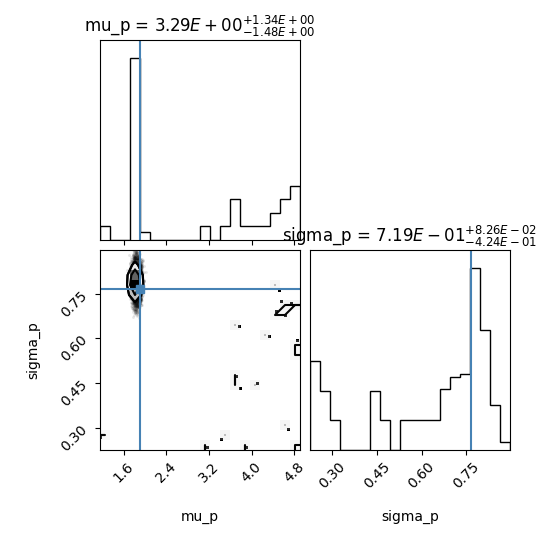 mu_p = 3.29E + 00+1.34E + 00 −1.48E + 00
sigma_p = 7.19E − 01+8.26E − 02 −4.24E − 01
sigma_p
0.75
0.60
0.45
0.30
1.6 2.4 3.2 4.0 4.8
0.30 0.45 0.60 0.75
mu_p
sigma_p